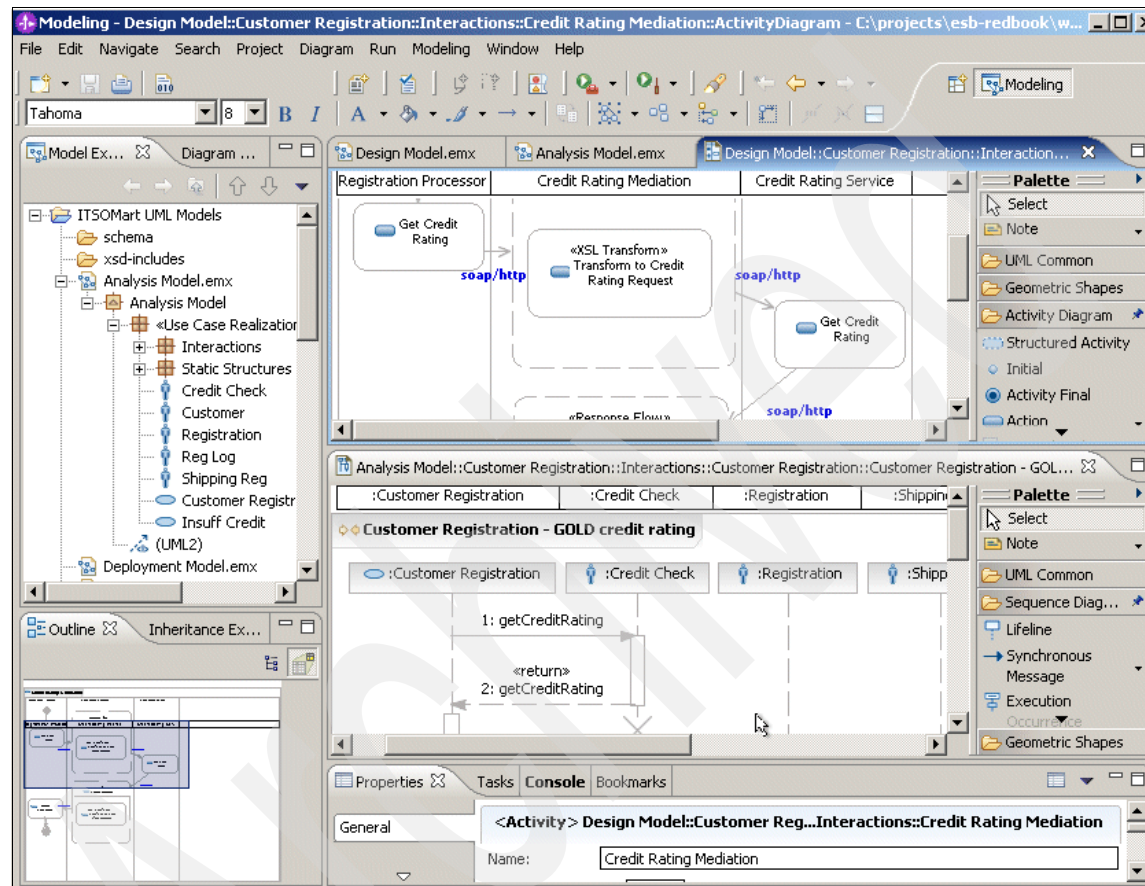 Modeling - Design Model::Customer Registration::Interactions::Credit Rating Mediation::ActivityDiagram - C:\projects\esb-redbook\w...
File Edit Navigate Search Project Diagram Run Modeling Window Help
Modeling
Tahoma 8 B I A
Model Ex... Diagram ...
ITSOMart UML Models
schema
xsd-includes
Analysis Model.emx
Analysis Model
«Use Case Realization
Interactions
Static Structures
Credit Check
Customer
Registration
Reg Log
Shipping Reg
Customer Registr
Insuff Credit
(UML2)
Deployment Model.emx
Outline Inheritance Ex...
Design Model.emx Analysis Model.emx Design Model::Customer Registration::Interaction...
Registration Processor Credit Rating Mediation Credit Rating Service
Get Credit
Rating
soap/http
«XSL Transform»
Transform to Credit
Rating Request
soap/http
Get Credit
Rating
«Response Flow»
soap/http
Palette
Select
Note
UML Common
Geometric Shapes
Activity Diagram
Structured Activity
Initial
Activity Final
Action
Analysis Model::Customer Registration::Interactions::Customer Registration::Customer Registration - GOL...
:Customer Registration :Credit Check :Registration :Shippin
Customer Registration - GOLD credit rating
:Customer Registration :Credit Check :Registration :Shipp
1: getCreditRating
«return»
2: getCreditRating
Palette
Select
Note
UML Common
Sequence Diag...
Lifeline
Synchronous
Message
Execution
Occurrence
Geometric Shapes
Properties Tasks Console Bookmarks
General
<Activity> Design Model::Customer Reg...Interactions::Credit Rating Mediation
Name: Credit Rating Mediation